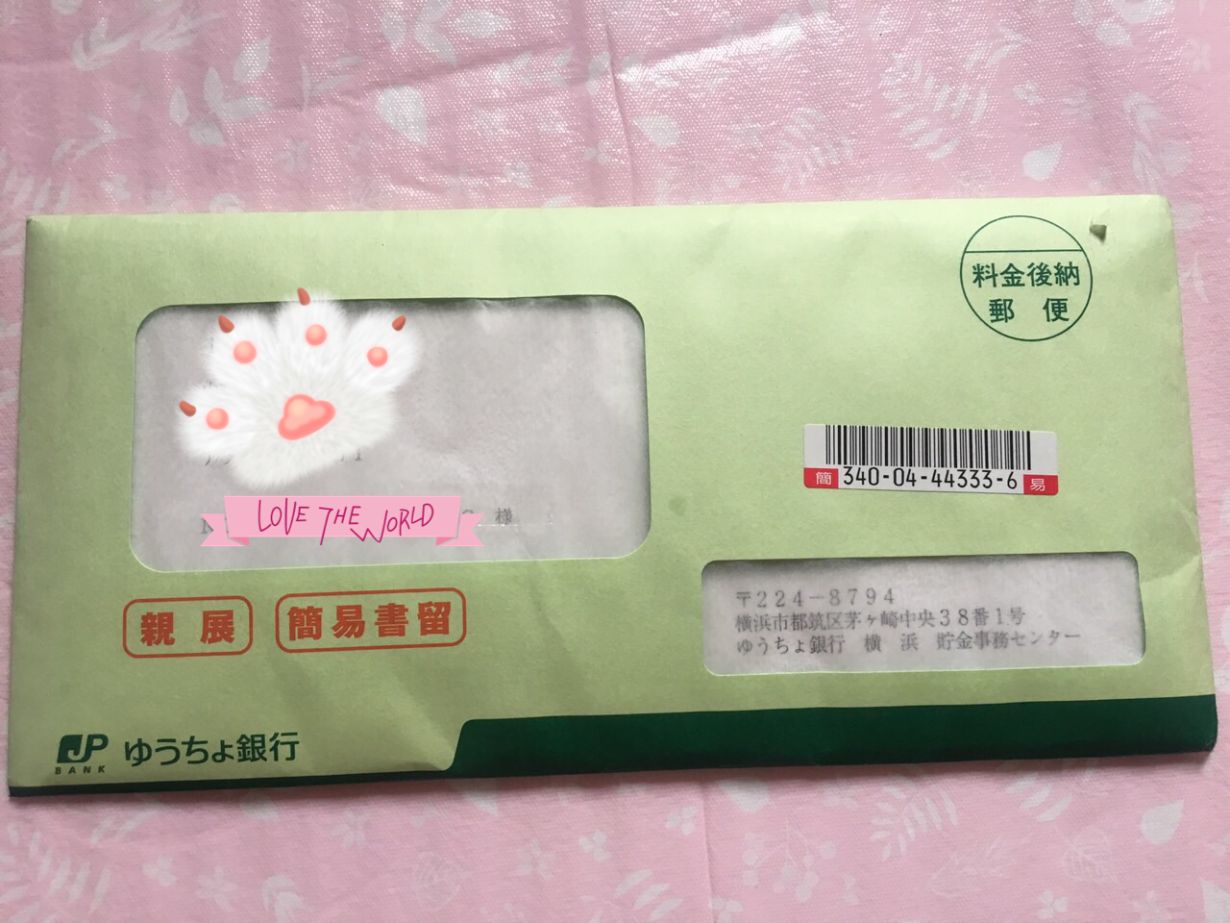 料金後納
郵 便
簡 340-04-44333-6 易
LOVE THE WORLD
様
親展
簡易書留
〒224-8794
横浜市都筑区茅ヶ崎中央38番1号
ゆうちょ銀行 横 浜 貯金事務センター
JP
BANK
ゆうちょ銀行